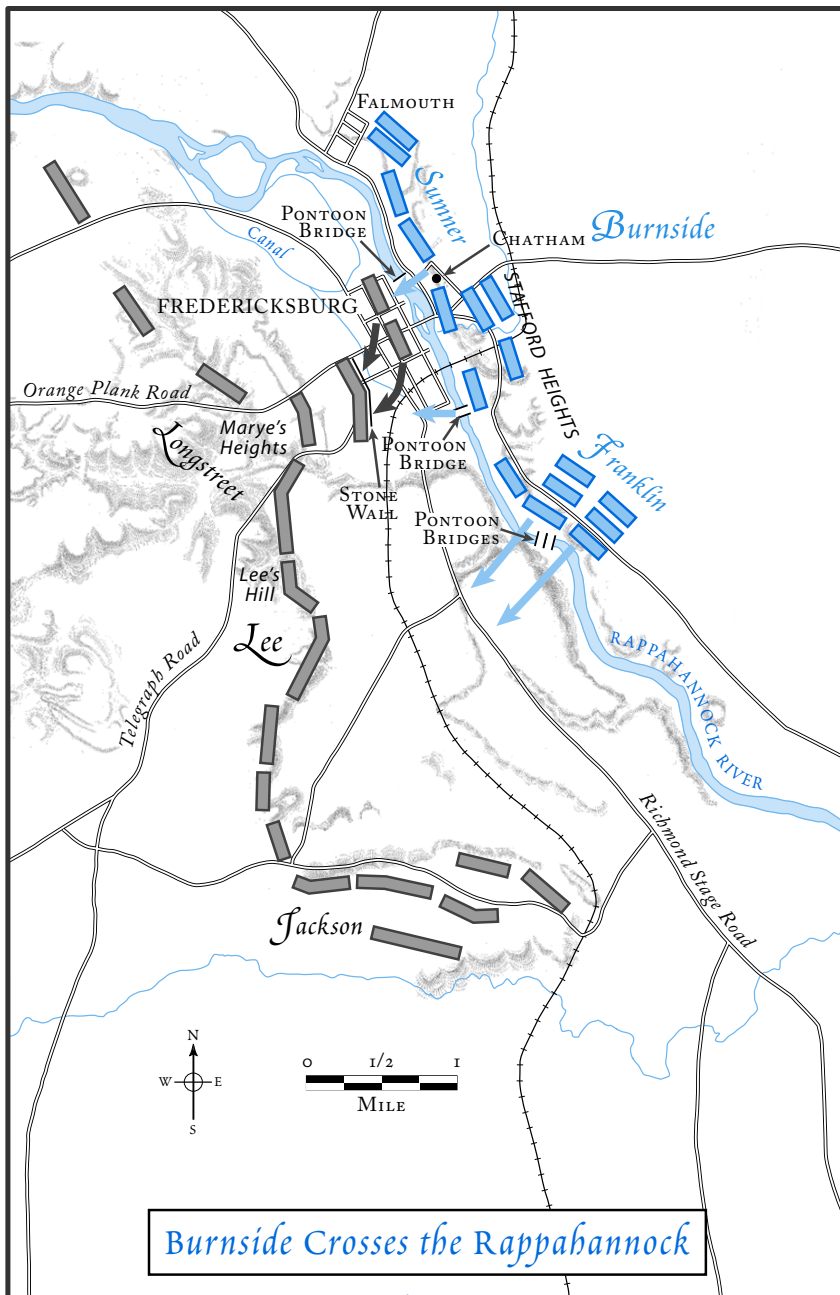 Falmouth
Sumner
Pontoon
Bridge
Chatham
Burnside
Canal
FREDERICKSBURG
STAFFORD HEIGHTS
Orange Plank Road
Marye's
Heights
Longstreet
Pontoon
Bridge
Franklin
Stone
Wall
Pontoon
Bridges
Lee's
Hill
Lee
Telegraph Road
RAPPAHANNOCK RIVER
Richmond Stage Road
Jackson
N
W E
S
0 1/2 1
Mile
Burnside Crosses the Rappahannock